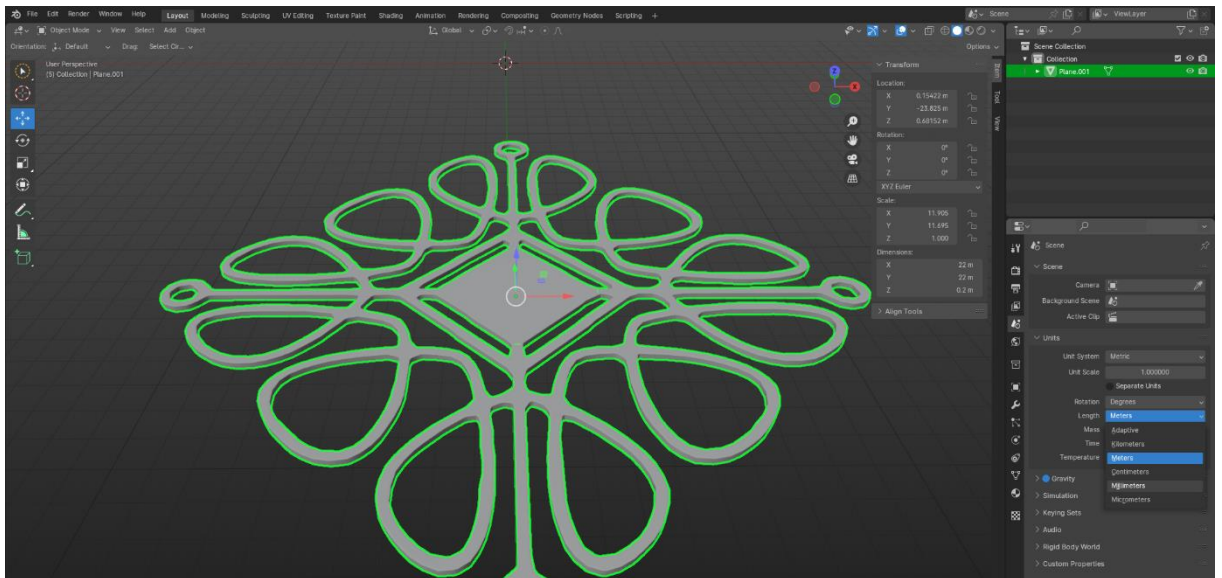 File Edit Render Window Help Layout Modeling Sculpting UV Editing Texture Paint Shading Animation Rendering Compositing Geometry Nodes Scripting + Scene ViewLayer
Object Mode View Select Add Object Global
Orientation: Default Drag: Select Cir... Options
User Perspective
(5) Collection | Plane.001
Z
X
Transform
Location:
X 0.15422 m
Y -23.825 m
Z 0.68152 m
Rotation:
X 0°
Y 0°
Z 0°
XYZ Euler
Scale:
X 11.905
Y 11.695
Z 1.000
Dimensions:
X 22 m
Y 22 m
Z 0.2 m
Align Tools
Item
Tool
View
Scene Collection
Collection
Plane.001
Scene
Scene
Camera
Background Scene
Active Clip
Units
Unit System Metric
Unit Scale 1.000000
Separate Units
Rotation Degrees
Length Meters
Mass Adaptive
Time Kilometers
Temperature Meters
Centimeters
Gravity Millimeters
Simulation Micrometers
Keying Sets
Audio
Rigid Body World
Custom Properties